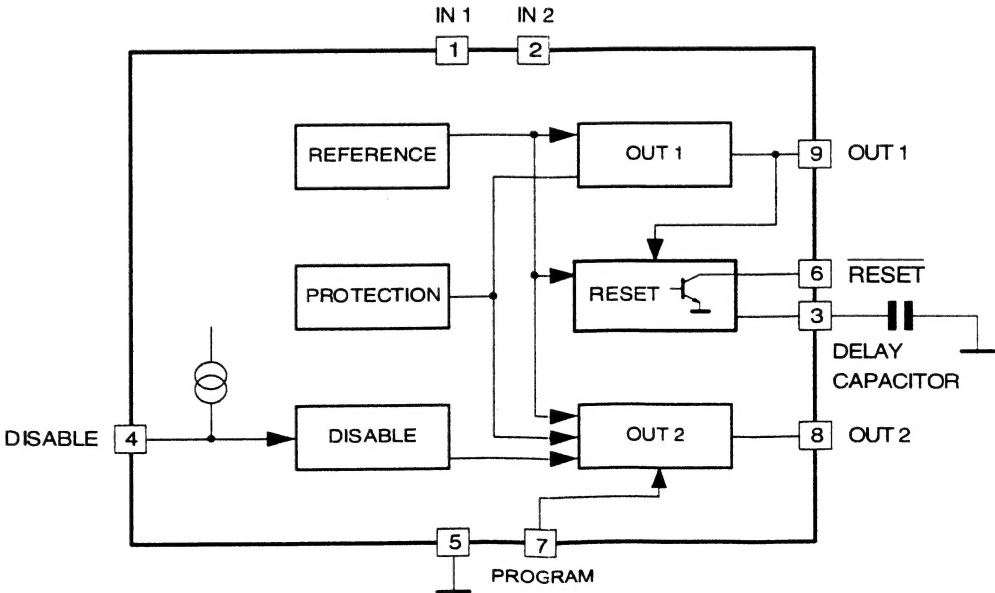 IN 1 IN 2
1 2
REFERENCE
OUT 1
9 OUT 1
PROTECTION
RESET
6 RESET
3
DELAY
CAPACITOR
DISABLE 4
DISABLE
OUT 2
8 OUT 2
5 7
PROGRAM